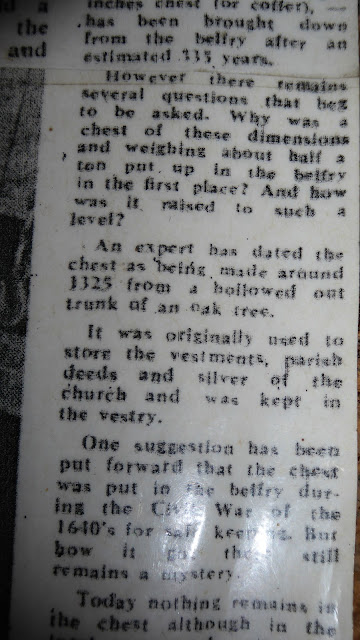 d a
the
and
inches chest (or coffer), —
has been brought down
from the belfry after an
estimated 335 years.
However there remains
several questions that beg
to be asked. Why was a
chest of these dimensions
and weighing about half a
ton put up in the belfry
in the first place? And how
was it raised to such a
level?
An expert has dated the
chest as being made around
1325 from a hollowed out
trunk of an oak tree.
It was originally used to
store the vestments, parish
deeds and silver of the
church and was kept in
the vestry.
One suggestion has been
put forward that the chest
was put in the belfry dur-
ing the Civil War of the
1640's for safe keeping. But
how it got there still
remains a mystery.
Today nothing remains in
the chest although in the